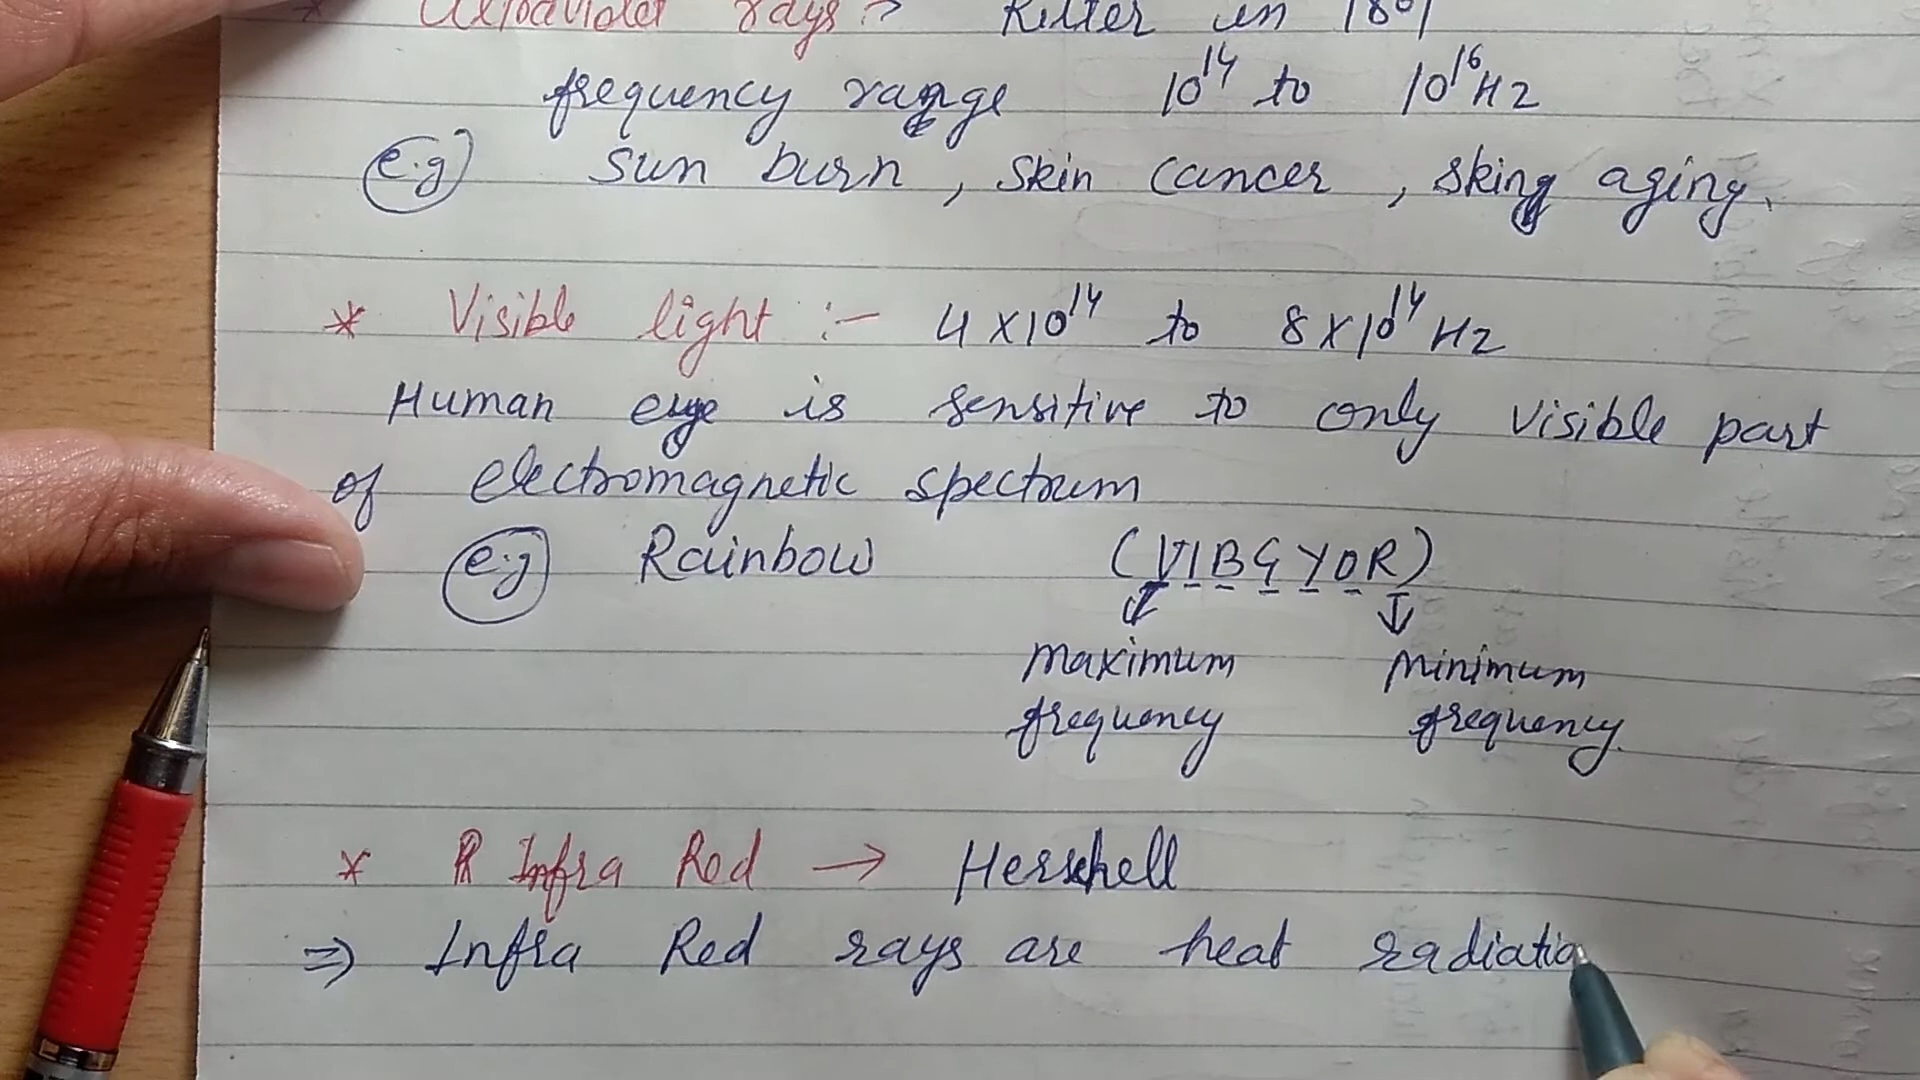 * Ultraviolet rays :- Ritter in 1801
frequency range 10^14 to 10^16 Hz
e.g sun burn, skin cancer, sking aging.
* Visible light :- 4 X 10^14 to 8 X 10^14 Hz
Human eye is sensitive to only visible part
of electromagnetic spectrum
e.g Rainbow (VIBGYOR)
maximum minimum
frequency frequency.
* R Infra Red → Herschell
⇒ Infra Red rays are heat radiatio